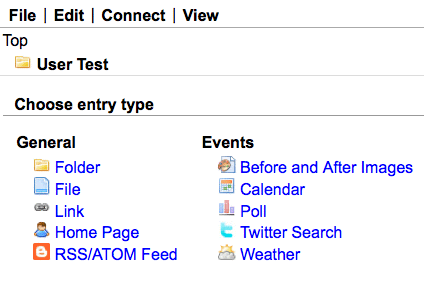 File | Edit | Connect | View
Top
User Test
Choose entry type
General
Folder
File
Link
Home Page
RSS/ATOM Feed
Events
Before and After Images
Calendar
Poll
Twitter Search
Weather